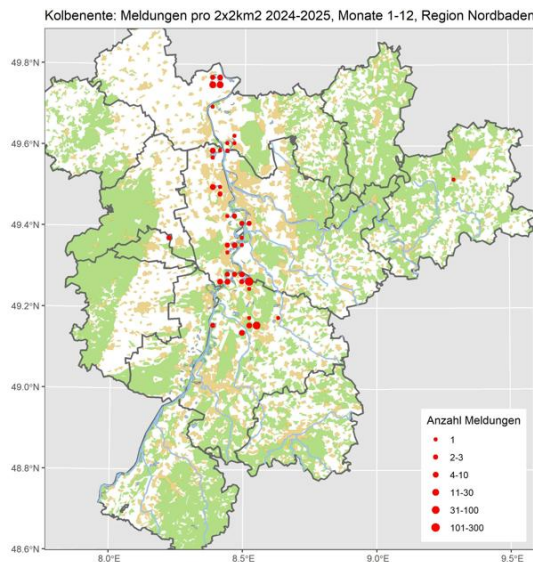 Kolbenente: Meldungen pro 2x2km2 2024-2025, Monate 1-12, Region Nordbaden
49.8°N
49.6°N
49.4°N
49.2°N
49.0°N
48.8°N
48.6°N
8.0°E
8.5°E
9.0°E
9.5°E
Anzahl Meldungen
1
2-3
4-10
11-30
31-100
101-300